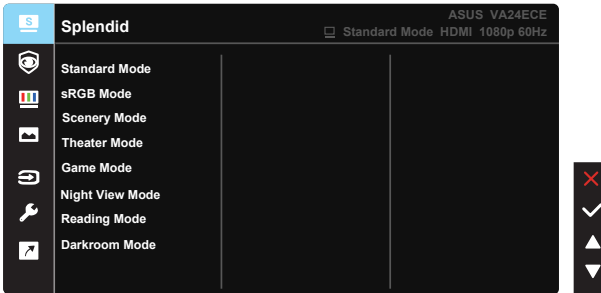 S
ASUS VA24ECE
Splendid
Standard Mode HDMI 1080p 60Hz
Standard Mode
sRGB Mode
Scenery Mode
Theater Mode
Game Mode
Night View Mode
Reading Mode
Darkroom Mode